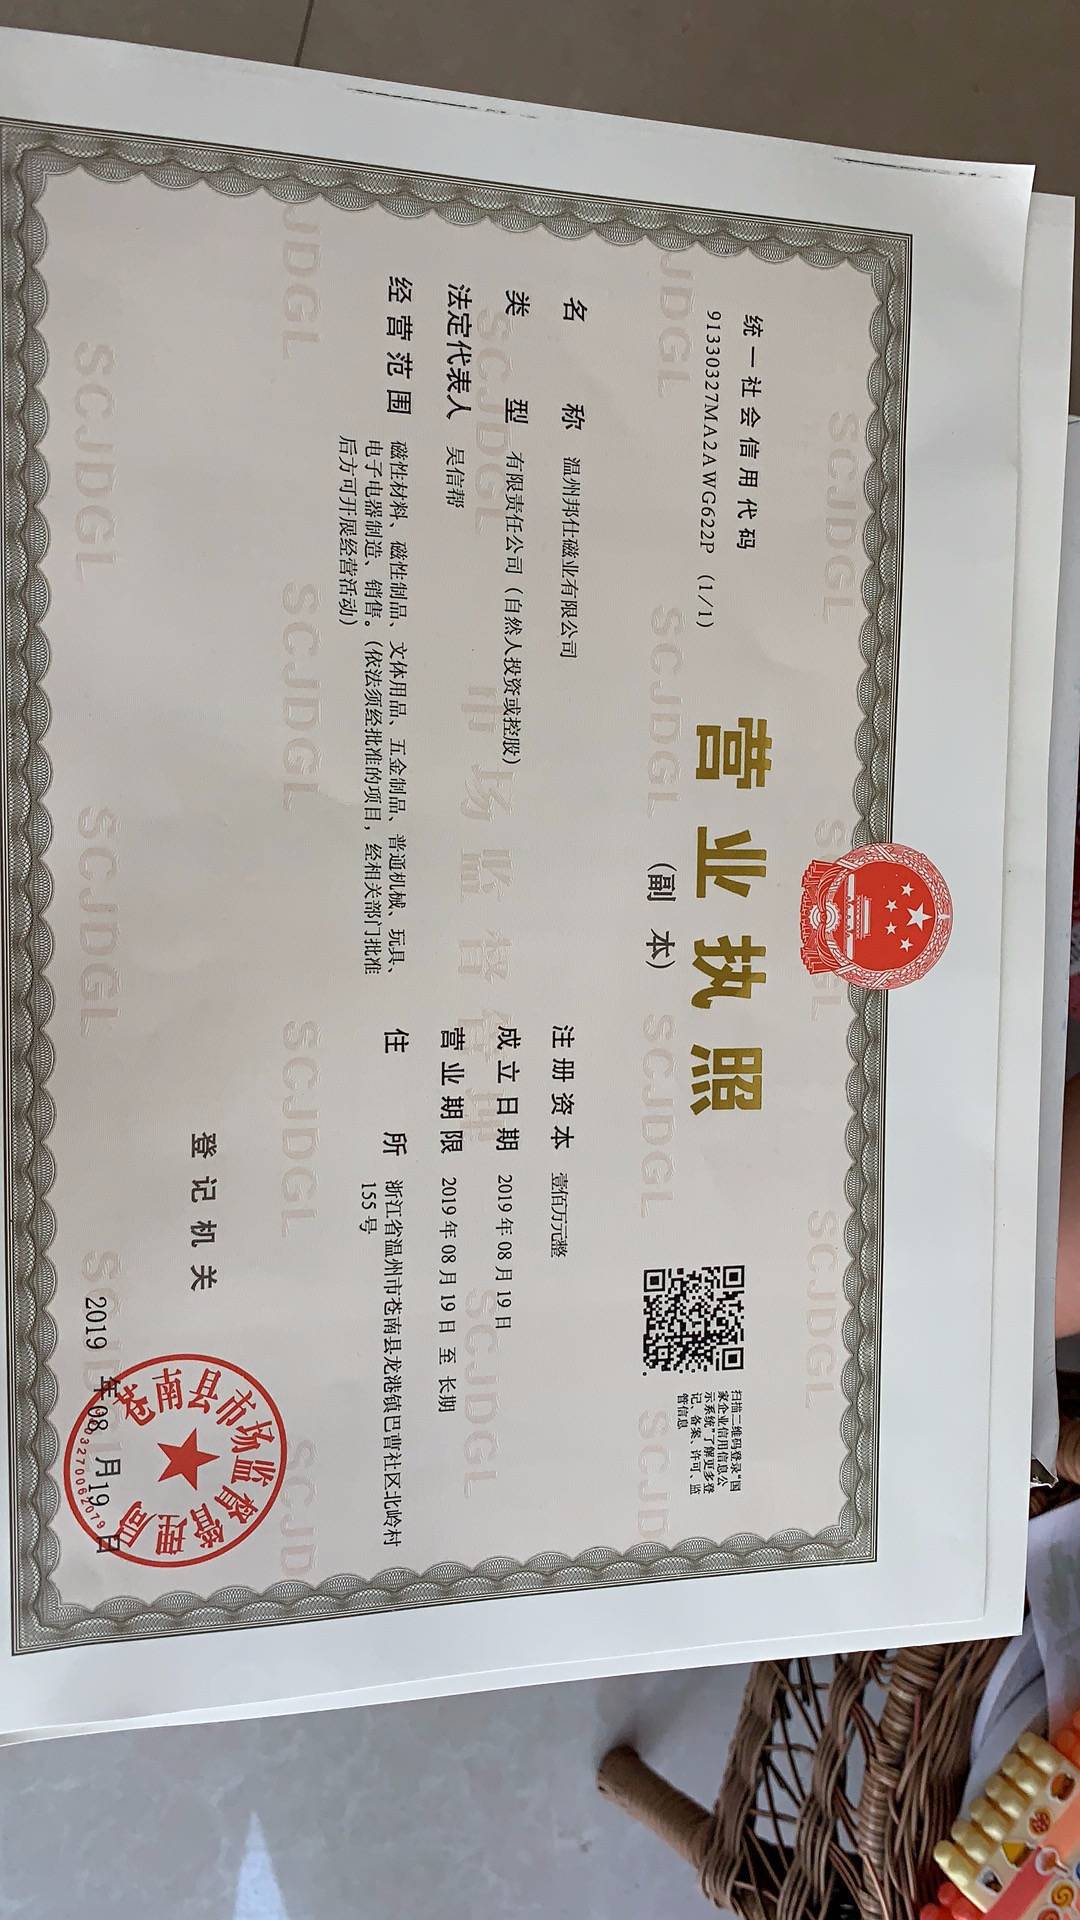 统一社会信用代码
91330327MA2AWG622P (1/1)
营业执照
(副 本)
扫描二维码登录“国
家企业信用信息公
示系统”了解更多登
记、备案、许可、监
管信息
名 称 温州邦仕磁业有限公司
类 型 有限责任公司（自然人投资或控股）
法定代表人 吴信帮
经营范围 磁性材料、磁性制品、文体用品、五金制品、普通机械、玩具、
电子电器制造、销售。（依法须经批准的项目，经相关部门批准
后方可开展经营活动）
注册资本 壹佰万元整
成立日期 2019年08月19日
营业期限 2019年08月19日 至 长期
住 所 浙江省温州市苍南县龙港镇巴曹社区北岭村
155号
登记机关
2019 年08 月19 日
苍南县市场监督管理局
SCJDGL
市场监督管理